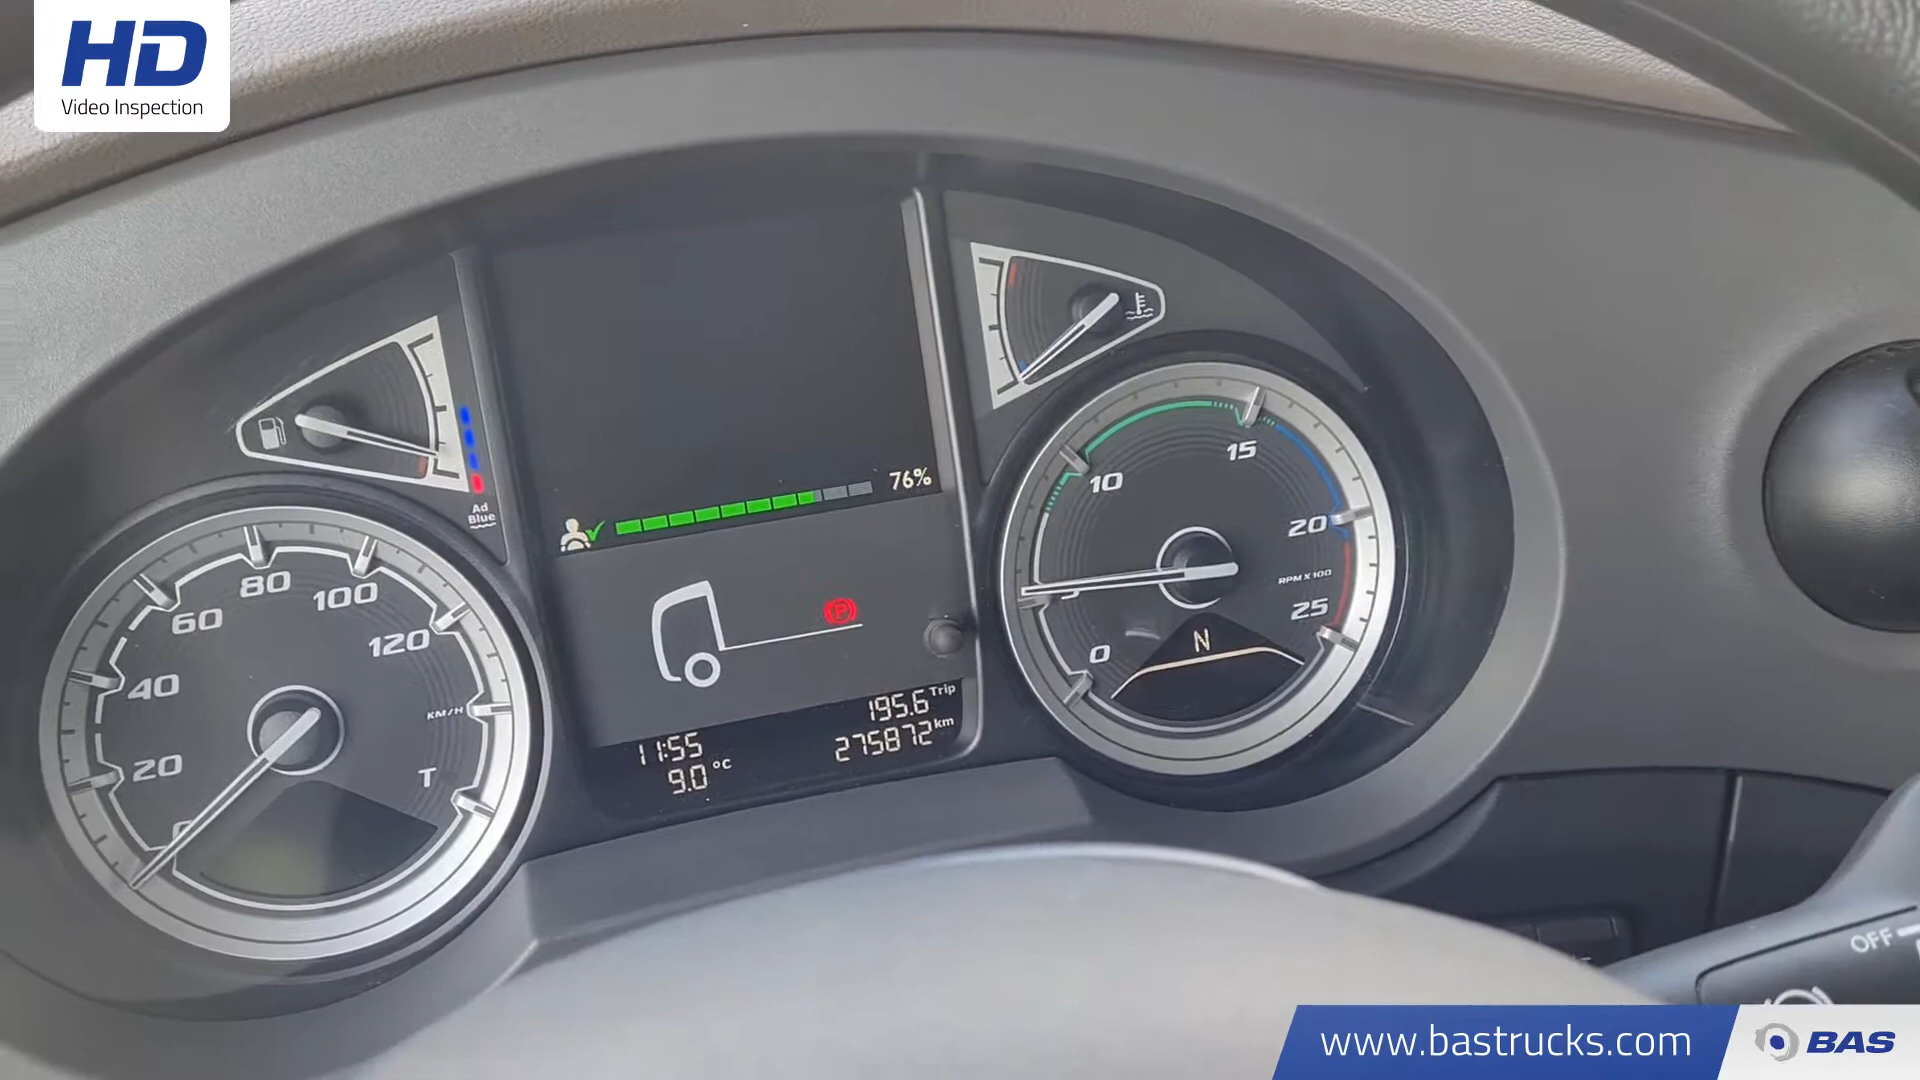 HD
Video Inspection
Ad
Blue
76%
P
0
20
40
60
80
100
120
KM/H
T
195.6 Trip
11:55
275872 km
9.0 °C
0
10
15
20
25
RPM X 100
N
OFF
www.bastrucks.com
BAS